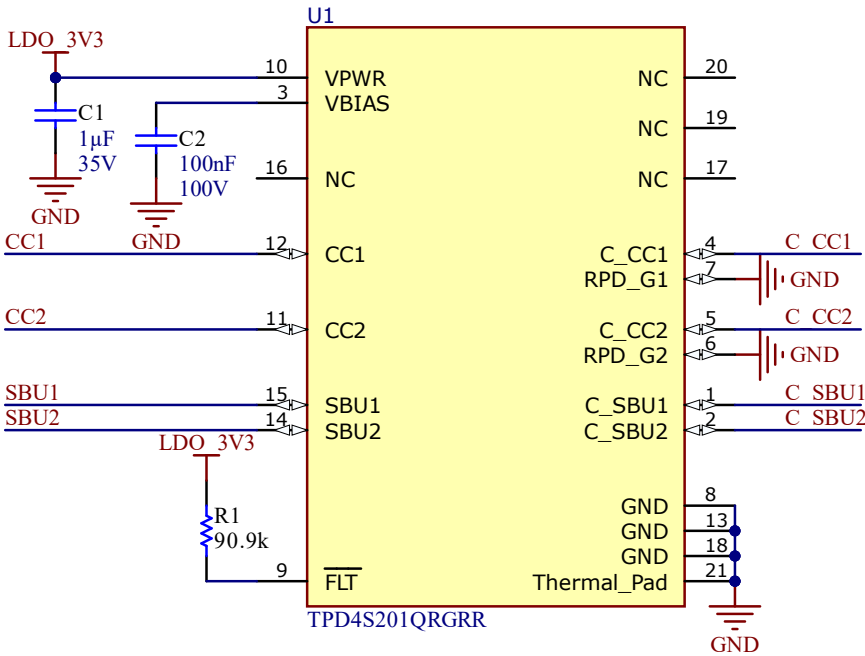 U1
LDO_3V3
10 VPWR NC 20
3 VBIAS
C1
1µF
35V
GND
C2
100nF
100V
GND
NC 19
16 NC NC 17
CC1 12 CC1 C_CC1 4 C_CC1
RPD_G1 7 GND
CC2 11 CC2 C_CC2 5 C_CC2
RPD_G2 6 GND
SBU1 15 SBU1 C_SBU1 1 C_SBU1
SBU2 14 SBU2 C_SBU2 2 C_SBU2
LDO_3V3
R1
90.9k
GND 8
GND 13
GND 18
9 FLT Thermal_Pad 21
TPD4S201QRGRR
GND